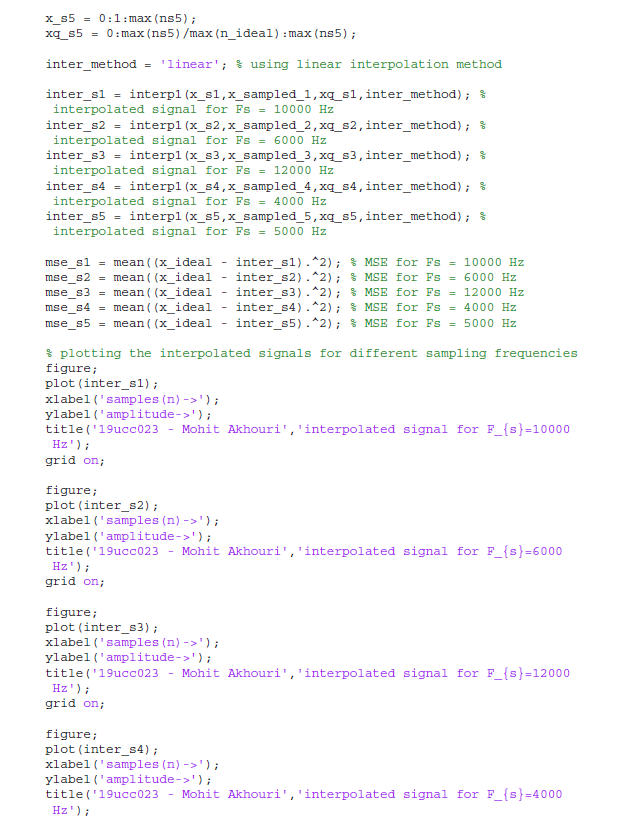 x_s5 = 0:1:max(ns5);
xq_s5 = 0:max(ns5)/max(n_ideal):max(ns5);
inter_method = 'linear'; % using linear interpolation method
inter_s1 = interp1(x_s1,x_sampled_1,xq_s1,inter_method); %
interpolated signal for Fs = 10000 Hz
inter_s2 = interp1(x_s2,x_sampled_2,xq_s2,inter_method); %
interpolated signal for Fs = 6000 Hz
inter_s3 = interp1(x_s3,x_sampled_3,xq_s3,inter_method); %
interpolated signal for Fs = 12000 Hz
inter_s4 = interp1(x_s4,x_sampled_4,xq_s4,inter_method); %
interpolated signal for Fs = 4000 Hz
inter_s5 = interp1(x_s5,x_sampled_5,xq_s5,inter_method); %
interpolated signal for Fs = 5000 Hz
mse_s1 = mean((x_ideal - inter_s1).^2); % MSE for Fs = 10000 Hz
mse_s2 = mean((x_ideal - inter_s2).^2); % MSE for Fs = 6000 Hz
mse_s3 = mean((x_ideal - inter_s3).^2); % MSE for Fs = 12000 Hz
mse_s4 = mean((x_ideal - inter_s4).^2); % MSE for Fs = 4000 Hz
mse_s5 = mean((x_ideal - inter_s5).^2); % MSE for Fs = 5000 Hz
% plotting the interpolated signals for different sampling frequencies
figure;
plot(inter_s1);
xlabel('samples(n)->');
ylabel('amplitude->');
title('19ucc023 - Mohit Akhouri','interpolated signal for F_{s}=10000
Hz');
grid on;
figure;
plot(inter_s2);
xlabel('samples(n)->');
ylabel('amplitude->');
title('19ucc023 - Mohit Akhouri','interpolated signal for F_{s}=6000
Hz');
grid on;
figure;
plot(inter_s3);
xlabel('samples(n)->');
ylabel('amplitude->');
title('19ucc023 - Mohit Akhouri','interpolated signal for F_{s}=12000
Hz');
grid on;
figure;
plot(inter_s4);
xlabel('samples(n)->');
ylabel('amplitude->');
title('19ucc023 - Mohit Akhouri','interpolated signal for F_{s}=4000
Hz');